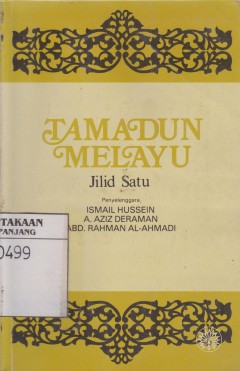 TAMADUN
MELAYU
Jilid Satu
Penyelenggara
ISMAIL HUSSEIN
A. AZIZ DERAMAN
ABD. RAHMAN AL-AHMADI
TAKAAN
PANJANG
0499